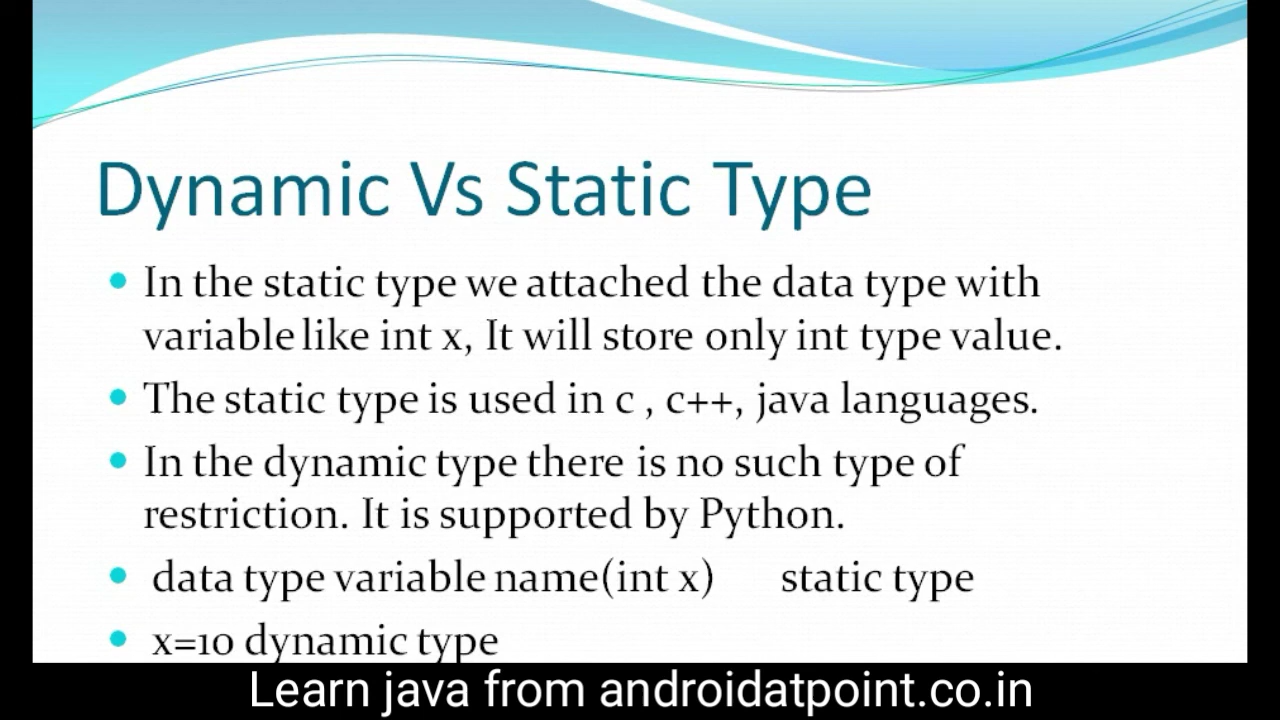 Dynamic Vs Static Type
• In the static type we attached the data type with
variable like int x, It will store only int type value.
• The static type is used in c , c++, java languages.
• In the dynamic type there is no such type of
restriction. It is supported by Python.
• data type variable name(int x) static type
• x=10 dynamic type
Learn java from androidatpoint.co.in